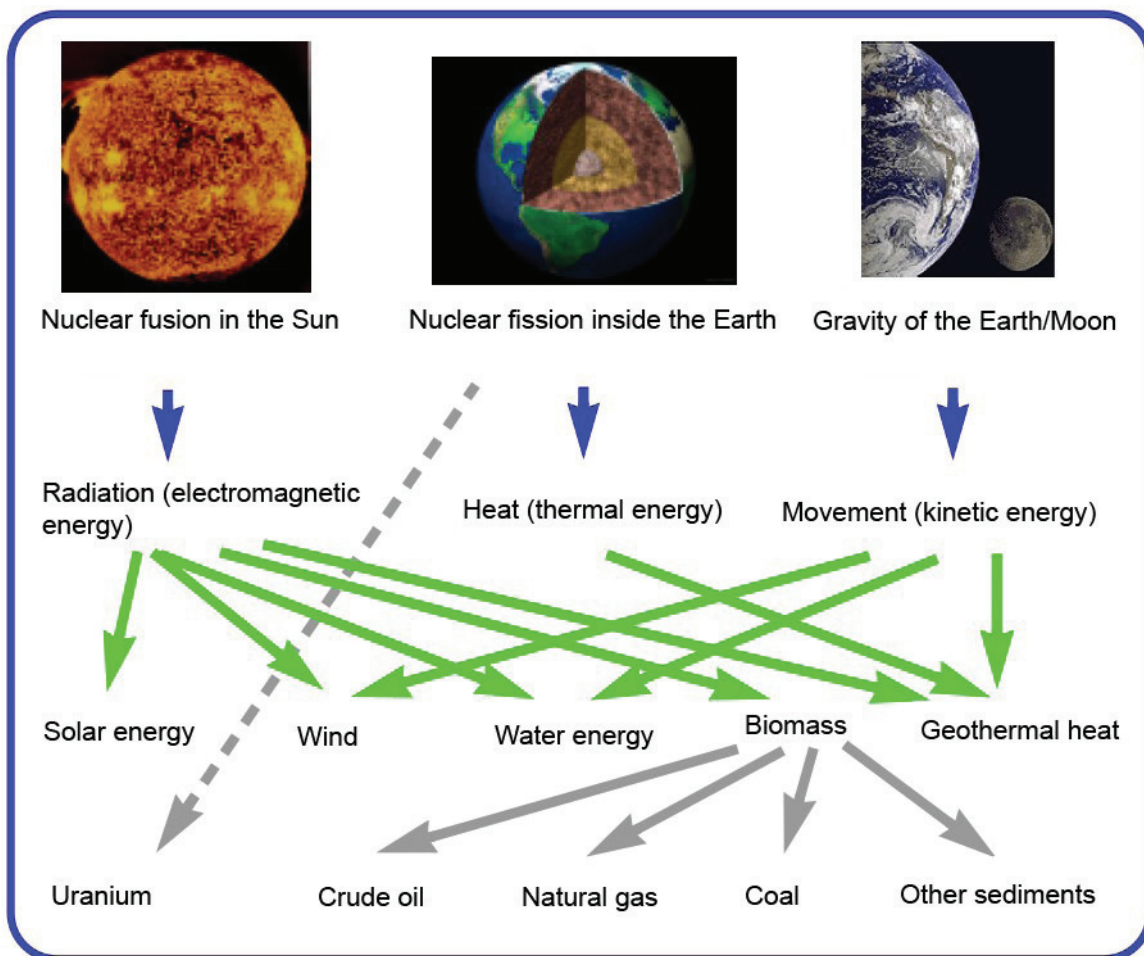 Nuclear fusion in the Sun
Nuclear fission inside the Earth
Gravity of the Earth/Moon
Radiation (electromagnetic
energy)
Heat (thermal energy)
Movement (kinetic energy)
Solar energy
Wind
Water energy
Biomass
Geothermal heat
Uranium
Crude oil
Natural gas
Coal
Other sediments